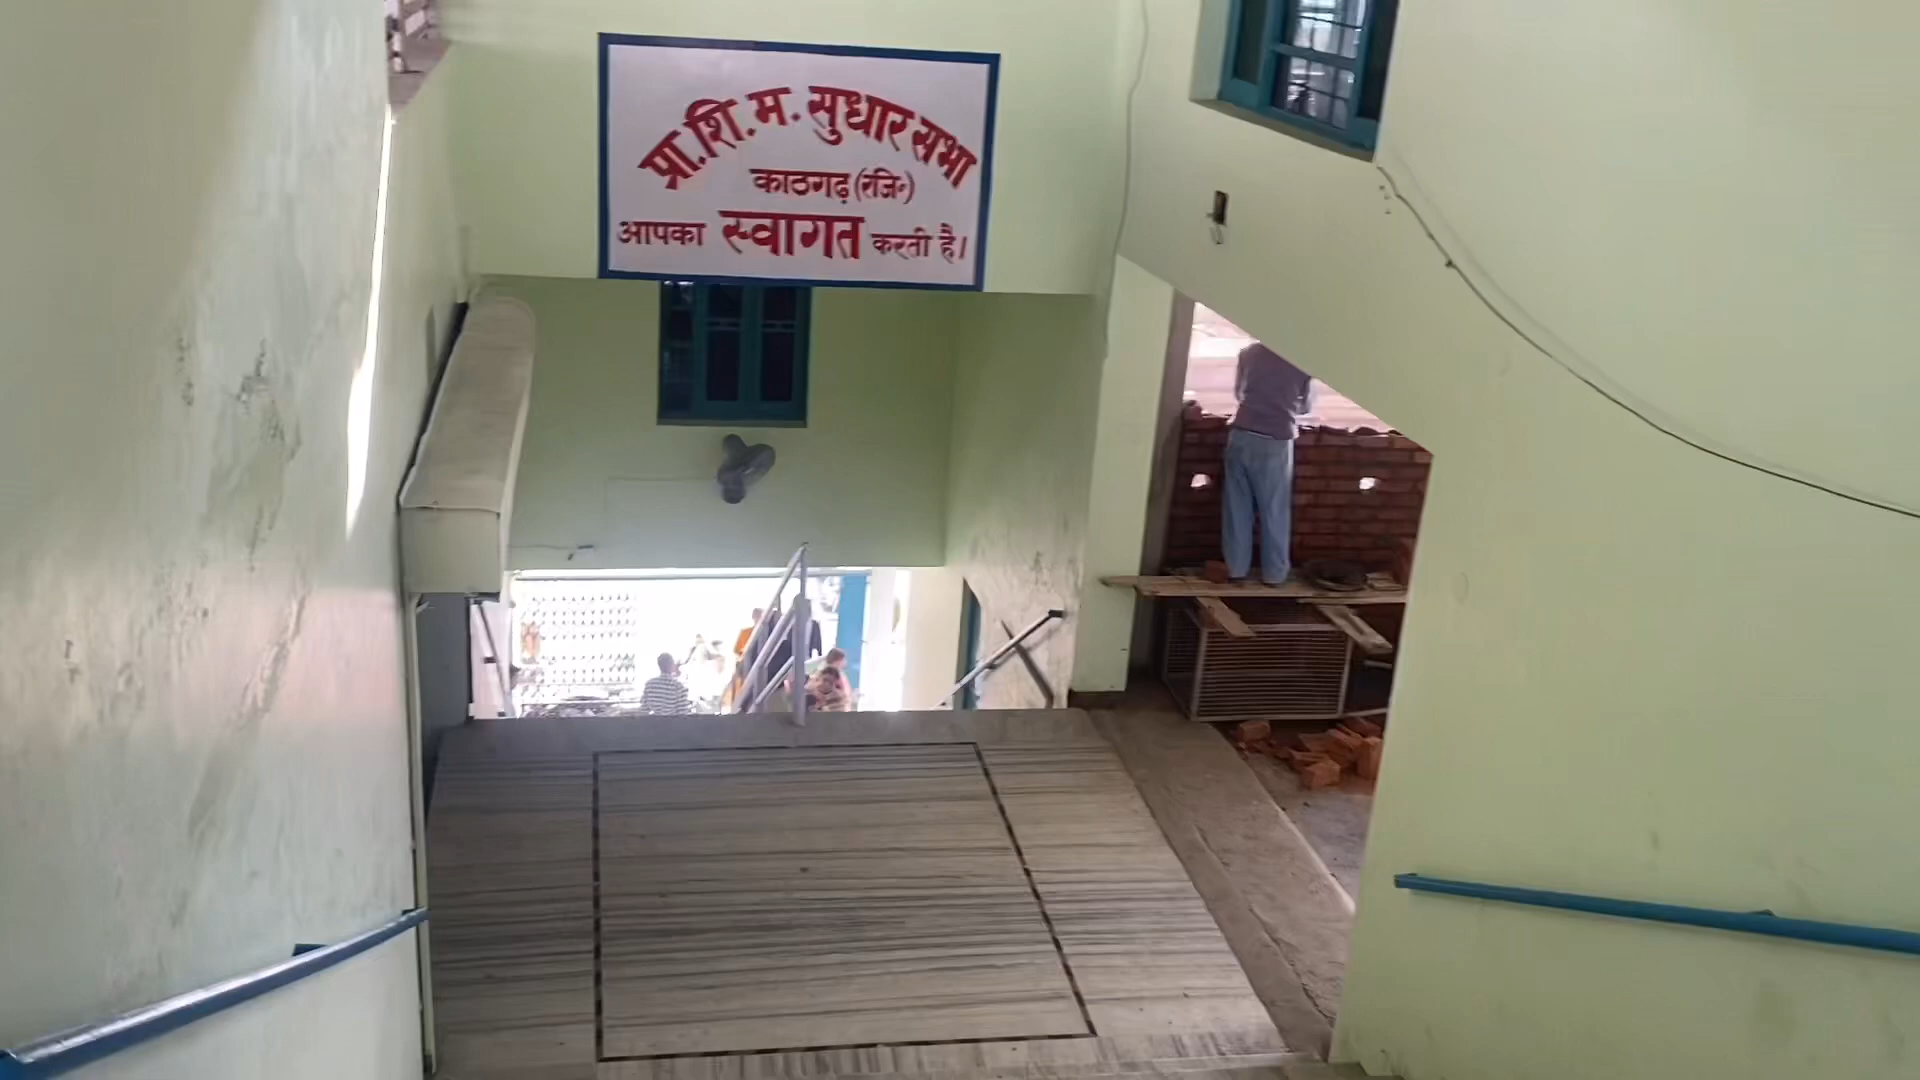 प्रा.शि.म. सुधार सभा
काठगढ़ (रजि॰)
आपका स्वागत करती है।